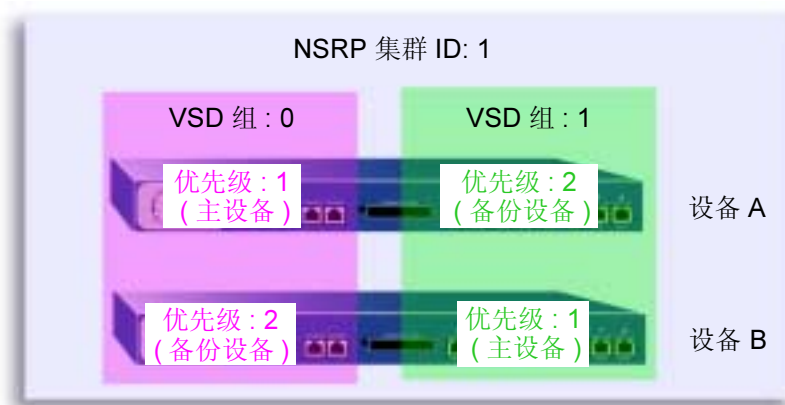 NSRP 集群 ID: 1
VSD 组 : 0
VSD 组 : 1
优先级 : 1
( 主设备 )
优先级 : 2
( 备份设备 )
设备 A
优先级 : 2
( 备份设备 )
优先级 : 1
( 主设备 )
设备 B